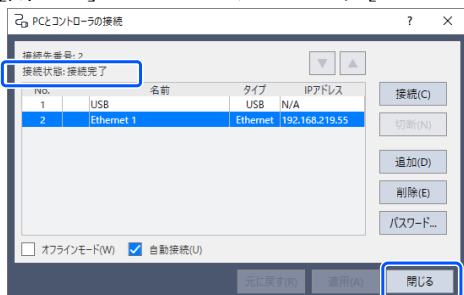 PCとコントローラの接続
? ×
接続先番号: 2
接続状態: 接続完了
No. 名前 タイプ IPアドレス
1 USB USB N/A
2 Ethernet 1 Ethernet 192.168.219.55
接続(C)
切断(N)
追加(D)
削除(E)
パスワード...
オフラインモード(W) 自動接続(U)
元に戻す(R) 適用(A) 閉じる